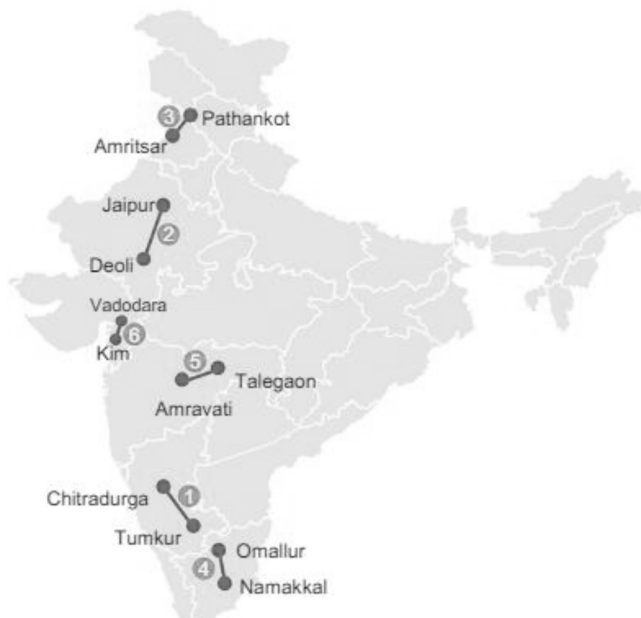 3
Pathankot
Amritsar
Jaipur
2
Deoli
Vadodara
6
Kim
5
Talegaon
Amravati
Chitradurga
1
Tumkur
Omallur
4
Namakkal